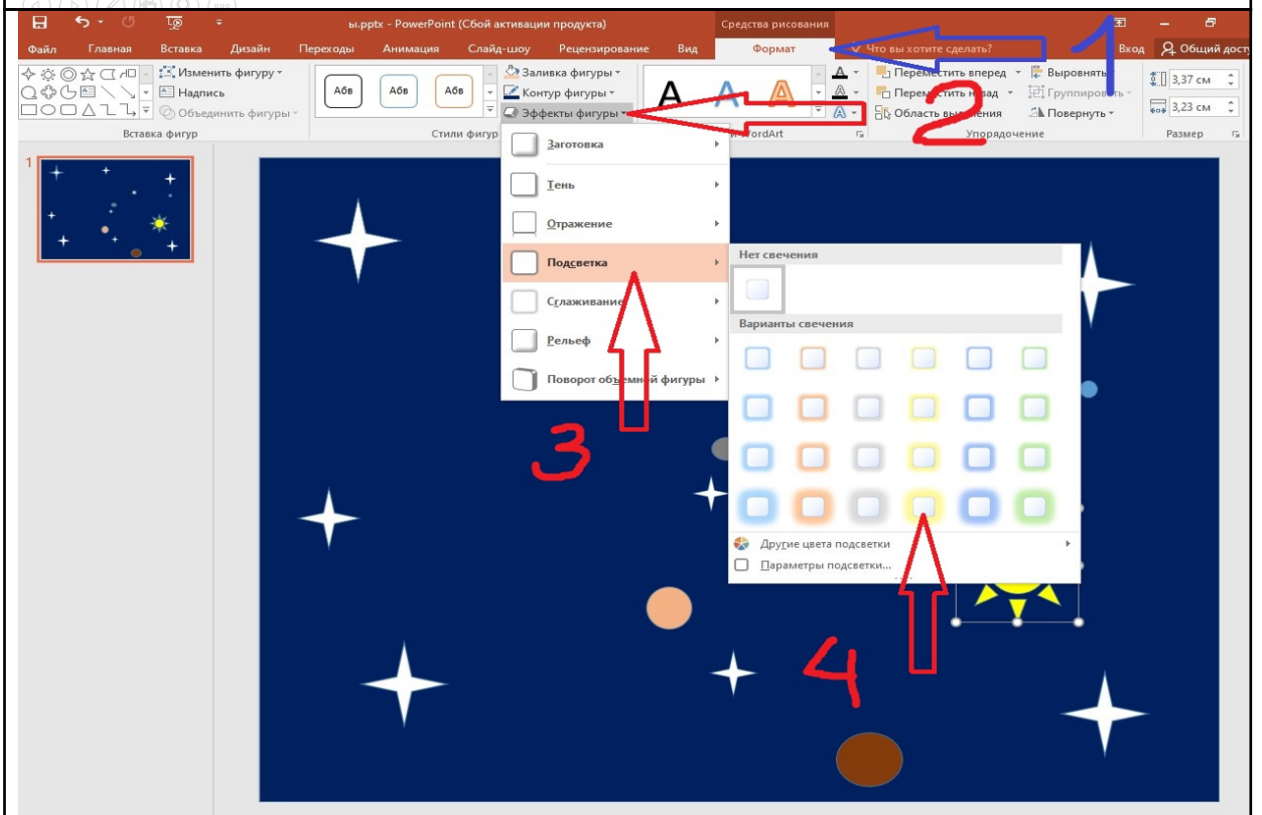 ы.pptx - PowerPoint (Сбой активации продукта)
Средства рисования
Файл Главная Вставка Дизайн Переходы Анимация Слайд-шоу Рецензирование Вид Формат Что вы хотите сделать? Вход Общий дост
1
Изменить фигуру
Надпись
Объединить фигуры
Вставка фигур
Абв Абв Абв
Стили фигур
Заливка фигуры
Контур фигуры
Эффекты фигуры
A A A
WordArt
Переместить вперед
Переместить назад
Область выделения
Выровнять
Группировать
Повернуть
Упорядочение
2
3,37 см
3,23 см
Размер
1
Заготовка
Тень
Отражение
Подсветка
Сглаживание
Рельеф
Поворот объемной фигуры
Нет свечения
Варианты свечения
Другие цвета подсветки
Параметры подсветки...
3
4